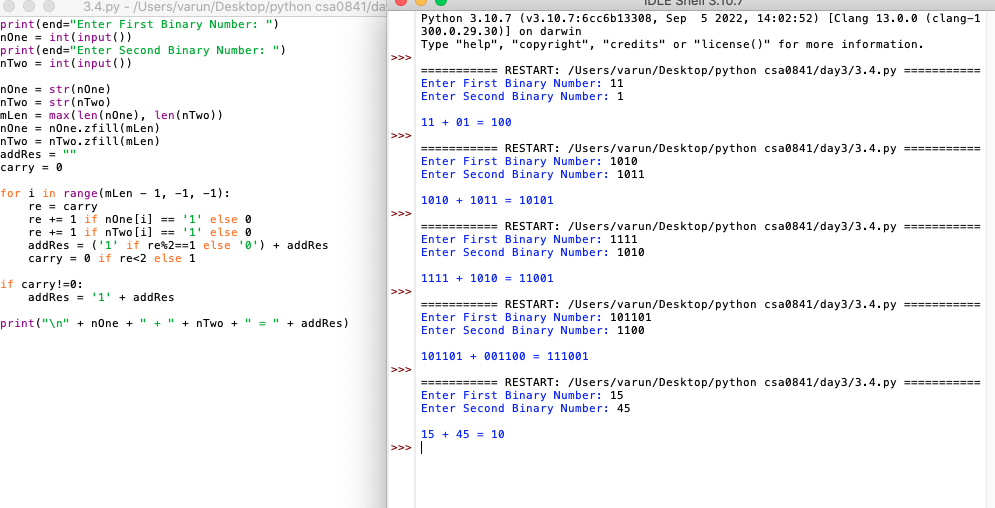 3.4.py - /Users/varun/Desktop/python csa0841/da
print(end="Enter First Binary Number: ")
nOne = int(input())
print(end="Enter Second Binary Number: ")
nTwo = int(input())

nOne = str(nOne)
nTwo = str(nTwo)
mLen = max(len(nOne), len(nTwo))
nOne = nOne.zfill(mLen)
nTwo = nTwo.zfill(mLen)
addRes = ""
carry = 0

for i in range(mLen - 1, -1, -1):
    re = carry
    re += 1 if nOne[i] == '1' else 0
    re += 1 if nTwo[i] == '1' else 0
    addRes = ('1' if re%2==1 else '0') + addRes
    carry = 0 if re<2 else 1

if carry!=0:
    addRes = '1' + addRes

print("\n" + nOne + " + " + nTwo + " = " + addRes)
IDLE Shell 3.10.7
Python 3.10.7 (v3.10.7:6cc6b13308, Sep  5 2022, 14:02:52) [Clang 13.0.0 (clang-1
300.0.29.30)] on darwin
Type "help", "copyright", "credits" or "license()" for more information.
>>>
=========== RESTART: /Users/varun/Desktop/python csa0841/day3/3.4.py ===========
Enter First Binary Number: 11
Enter Second Binary Number: 1

11 + 01 = 100
>>>
=========== RESTART: /Users/varun/Desktop/python csa0841/day3/3.4.py ===========
Enter First Binary Number: 1010
Enter Second Binary Number: 1011

1010 + 1011 = 10101
>>>
=========== RESTART: /Users/varun/Desktop/python csa0841/day3/3.4.py ===========
Enter First Binary Number: 1111
Enter Second Binary Number: 1010

1111 + 1010 = 11001
>>>
=========== RESTART: /Users/varun/Desktop/python csa0841/day3/3.4.py ===========
Enter First Binary Number: 101101
Enter Second Binary Number: 1100

101101 + 001100 = 111001
>>>
=========== RESTART: /Users/varun/Desktop/python csa0841/day3/3.4.py ===========
Enter First Binary Number: 15
Enter Second Binary Number: 45

15 + 45 = 10
>>>